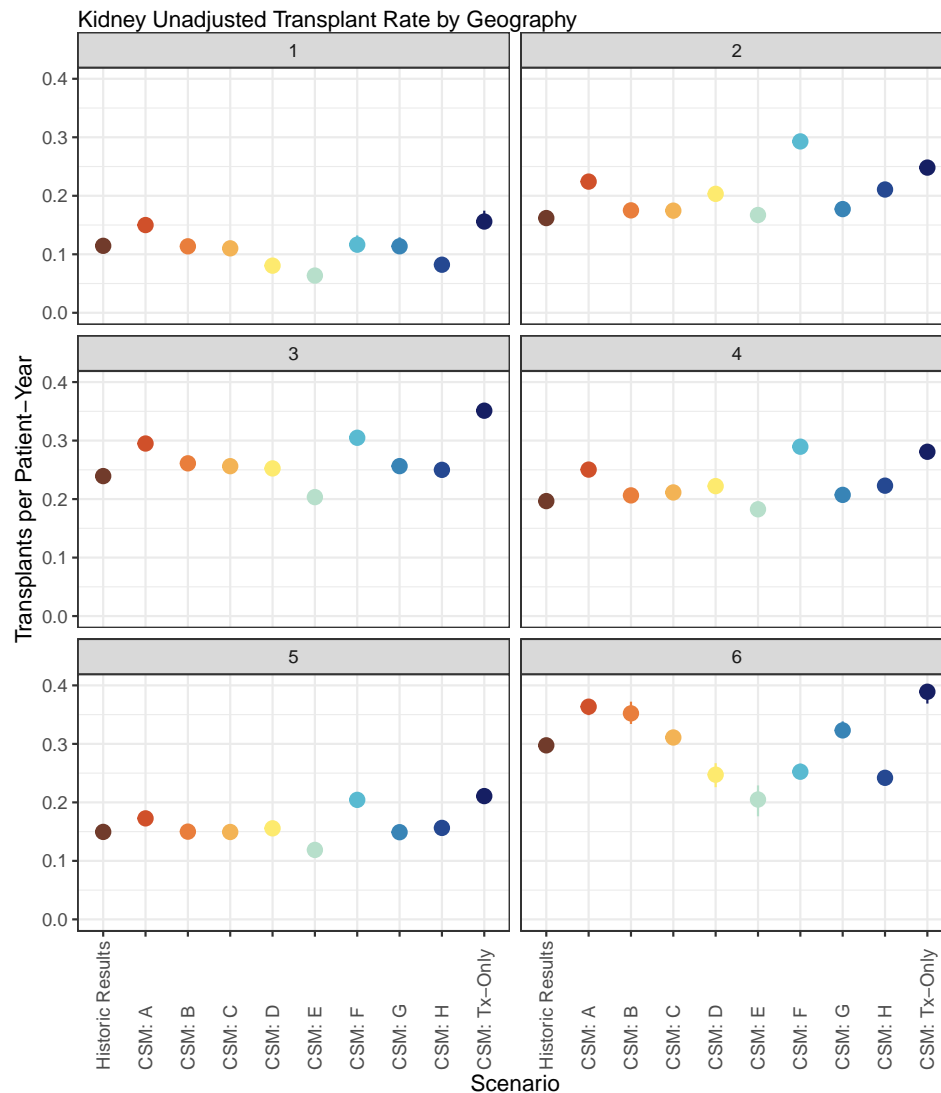 Kidney Unadjusted Transplant Rate by Geography
1
2
0.4
0.3
0.2
0.1
0.0
3
4
0.4
0.3
0.2
0.1
0.0
5
6
0.4
0.3
0.2
0.1
0.0
Transplants per Patient−Year
Historic Results
CSM: A
CSM: B
CSM: C
CSM: D
CSM: E
CSM: F
CSM: G
CSM: H
CSM: Tx−Only
Historic Results
CSM: A
CSM: B
CSM: C
CSM: D
CSM: E
CSM: F
CSM: G
CSM: H
CSM: Tx−Only
Scenario